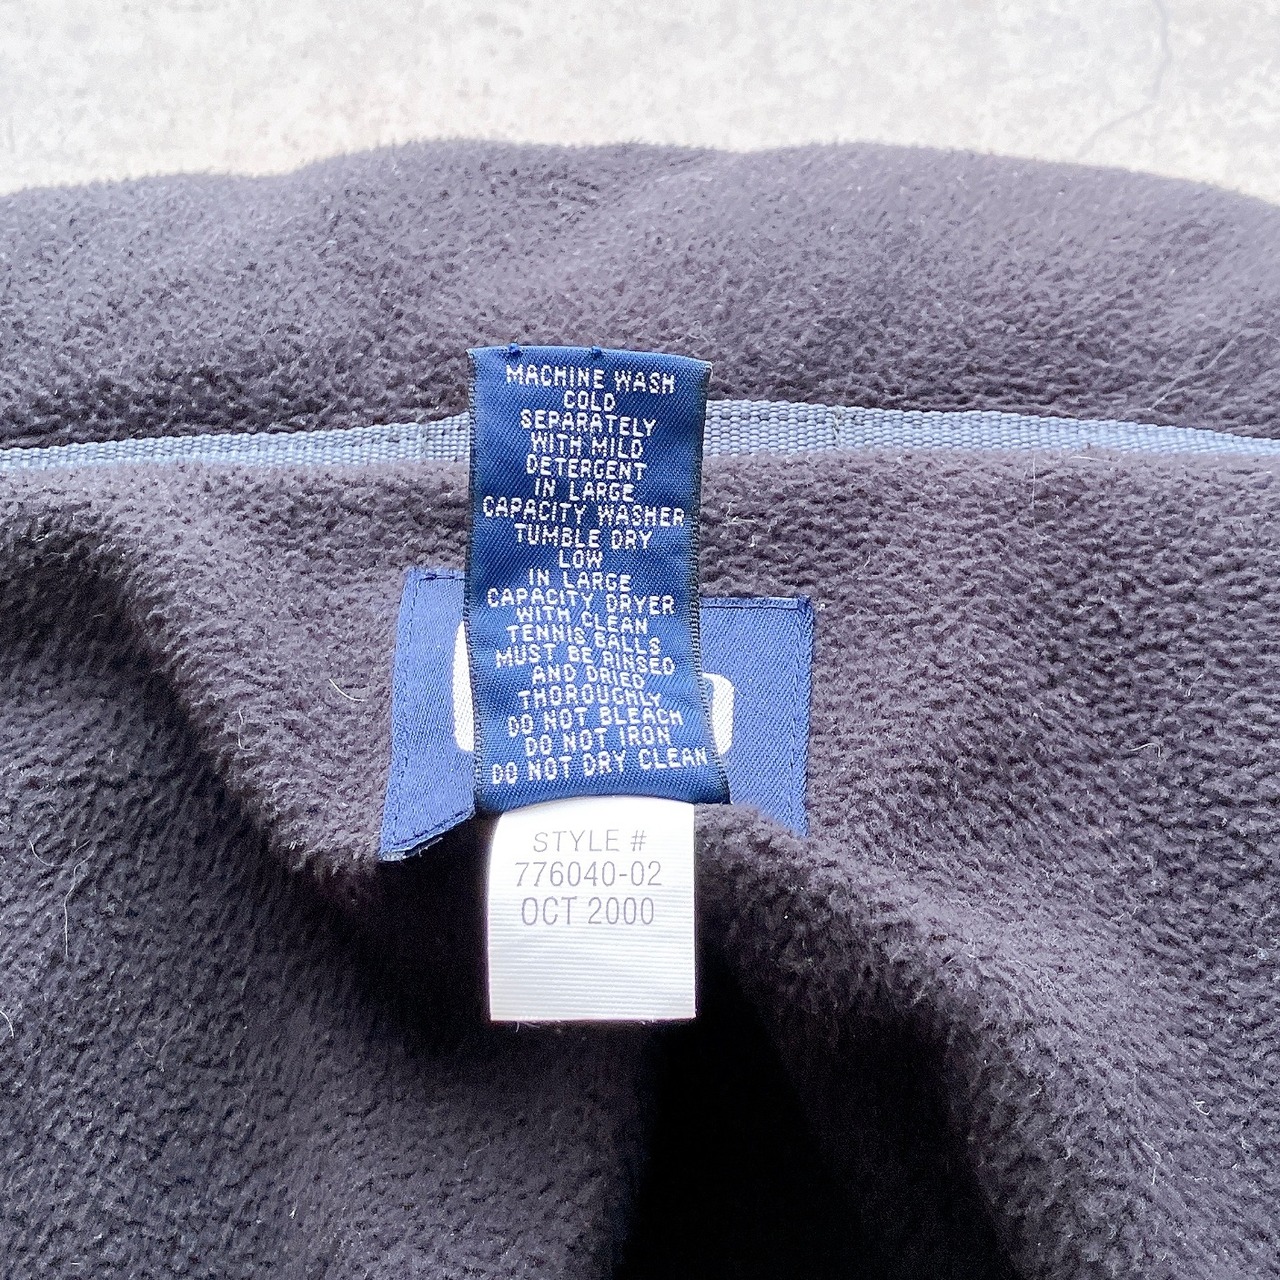 MACHINE WASH
COLD
SEPARATELY
WITH MILD
DETERGENT
IN LARGE
CAPACITY WASHER
TUMBLE DRY
LOW
IN LARGE
CAPACITY DRYER
WITH CLEAN
TENNIS BALLS
MUST BE RINSED
AND DRIED
THOROUGHLY
DO NOT BLEACH
DO NOT IRON
DO NOT DRY CLEAN
STYLE #
776040-02
OCT 2000